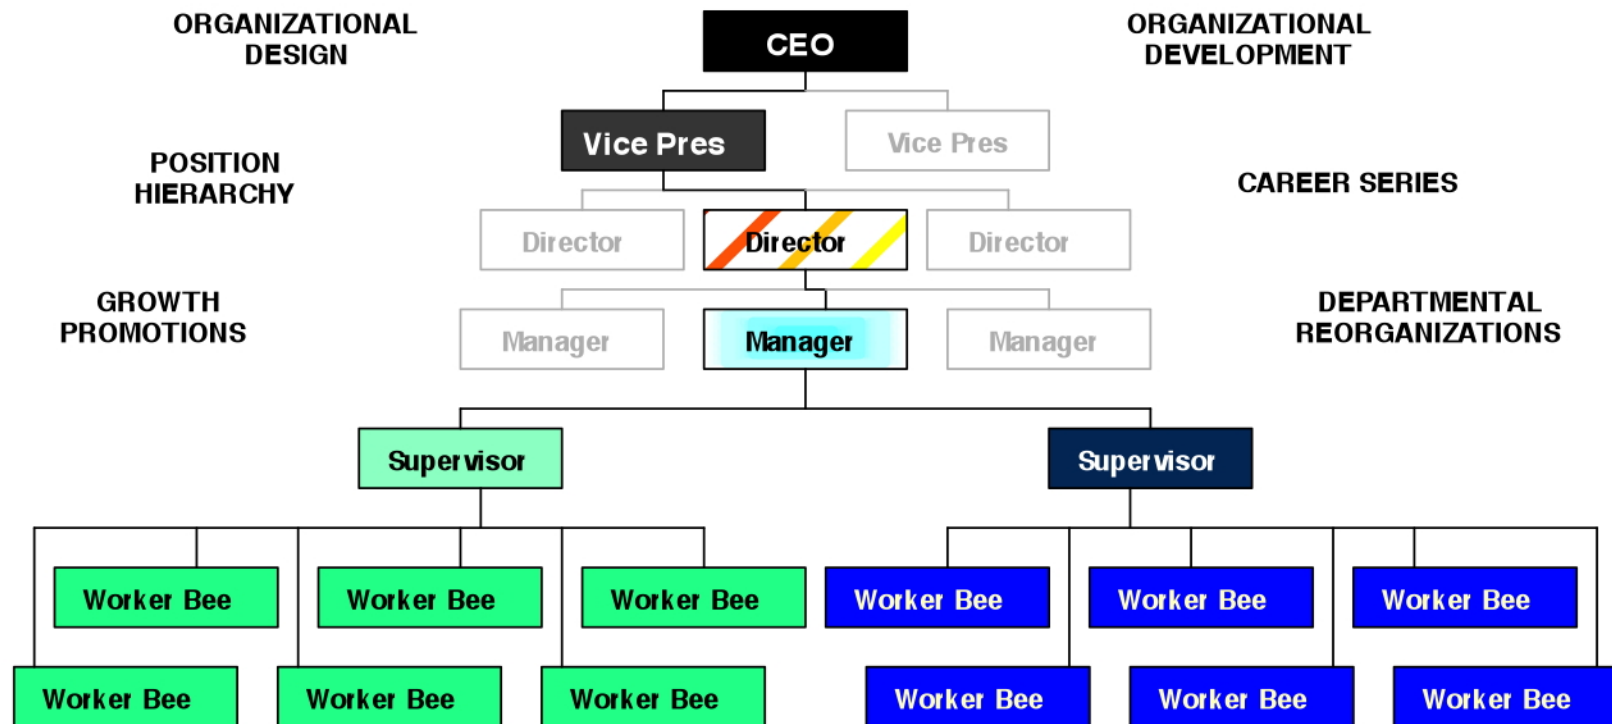 ORGANIZATIONAL
DESIGN
CEO
ORGANIZATIONAL
DEVELOPMENT
Vice Pres
Vice Pres
POSITION
HIERARCHY
CAREER SERIES
Director
Director
Director
GROWTH
PROMOTIONS
DEPARTMENTAL
REORGANIZATIONS
Manager
Manager
Manager
Supervisor
Supervisor
Worker Bee
Worker Bee
Worker Bee
Worker Bee
Worker Bee
Worker Bee
Worker Bee
Worker Bee
Worker Bee
Worker Bee
Worker Bee
Worker Bee